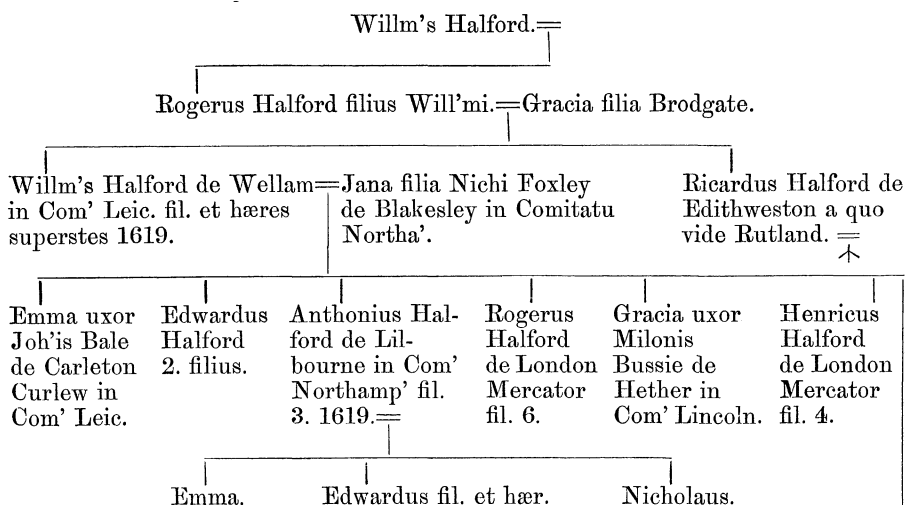 Willm's Halford.=
Rogerus Halford filius Will'mi.=Gracia filia Brodgate.
Willm's Halford de Wellam=Jana filia Nichi Foxley
in Com' Leic. fil. et hæres
superstes 1619.
de Blakesley in Comitatu
Northa'.
Ricardus Halford de
Edithweston a quo
vide Rutland. =
Emma uxor
Joh'is Bale
de Carleton
Curlew in
Com' Leic.
Edwardus
Halford
2. filius.
Anthonius Hal-
ford de Lil-
bourne in Com'
Northamp' fil.
3. 1619.=
Rogerus
Halford
de London
Mercator
fil. 6.
Gracia uxor
Milonis
Bussie de
Hether in
Com' Lincoln.
Henricus
Halford
de London
Mercator
fil. 4.
Emma.
Edwardus fil. et hær.
Nicholaus.